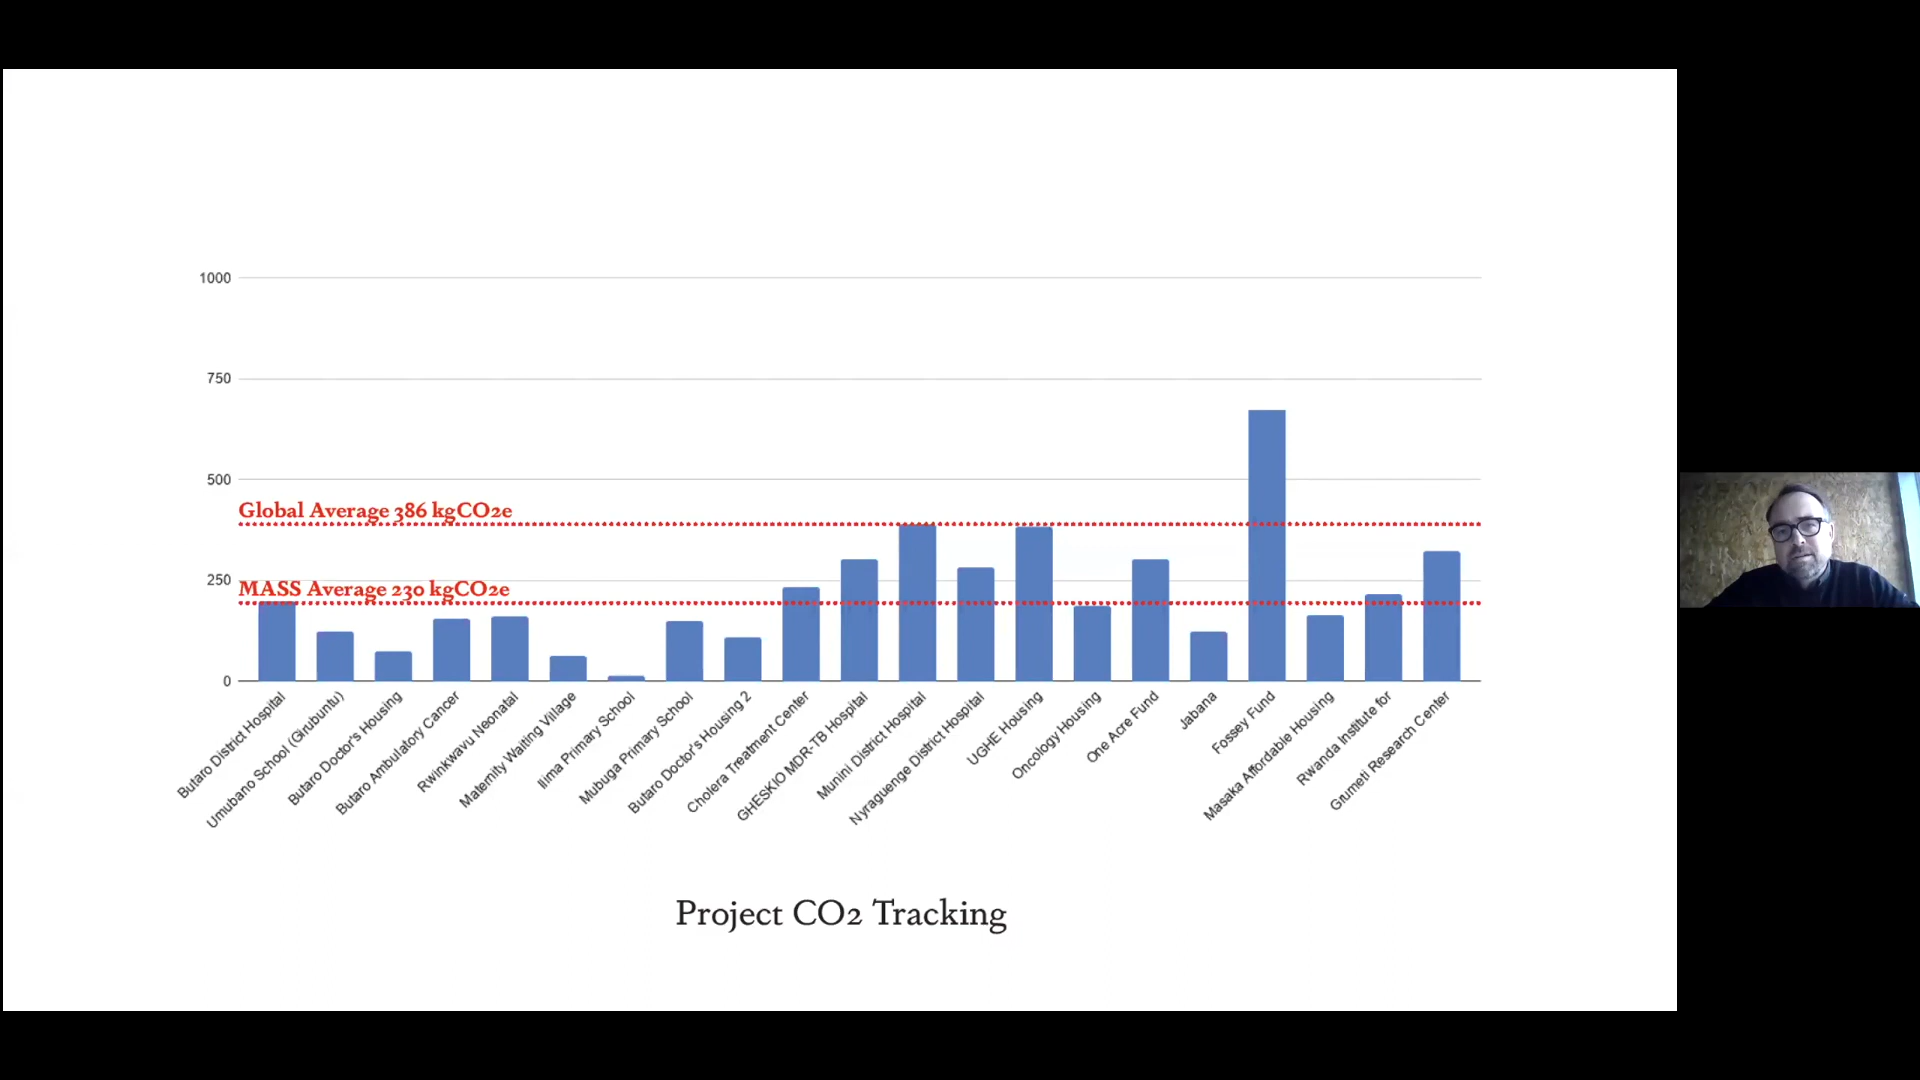 1000
750
500
Global Average 386 kgCO2e
250
MASS Average 230 kgCO2e
0
Butaro District Hospital
Umubano School (Girubuntu)
Butaro Doctor's Housing
Butaro Ambulatory Cancer
Rwinkwavu Neonatal
Maternity Waiting Village
Ilima Primary School
Mubuga Primary School
Butaro Doctor's Housing 2
Cholera Treatment Center
GHESKIO MDR-TB Hospital
Munini District Hospital
Nyraguenge District Hospital
UGHE Housing
Oncology Housing
One Acre Fund
Jabana
Fossey Fund
Masaka Affordable Housing
Rwanda Institute for
Grumeti Research Center
Project CO2 Tracking